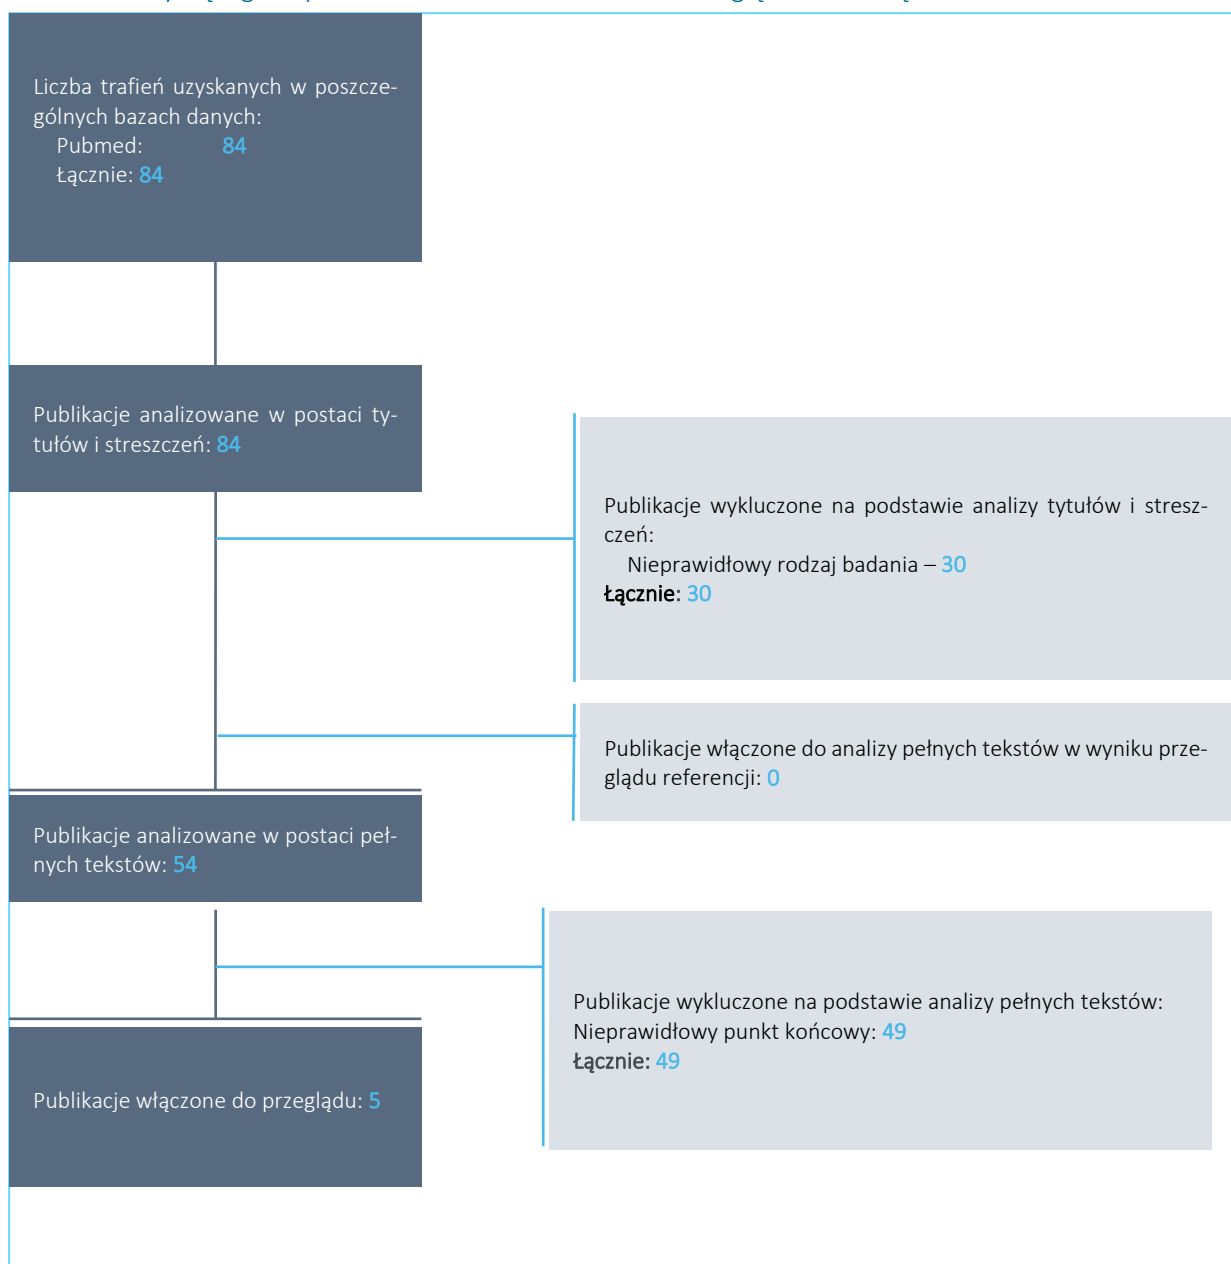 Liczba trafień uzyskanych w poszcze-
gólnych bazach danych:
Pubmed: 84
Łącznie: 84
Publikacje analizowane w postaci ty-
tułów i streszczeń: 84
Publikacje wykluczone na podstawie analizy tytułów i stresz-
czeń:
Nieprawidłowy rodzaj badania – 30
Łącznie: 30
Publikacje włączone do analizy pełnych tekstów w wyniku prze-
glądu referencji: 0
Publikacje analizowane w postaci peł-
nych tekstów: 54
Publikacje wykluczone na podstawie analizy pełnych tekstów:
Nieprawidłowy punkt końcowy: 49
Łącznie: 49
Publikacje włączone do przeglądu: 5